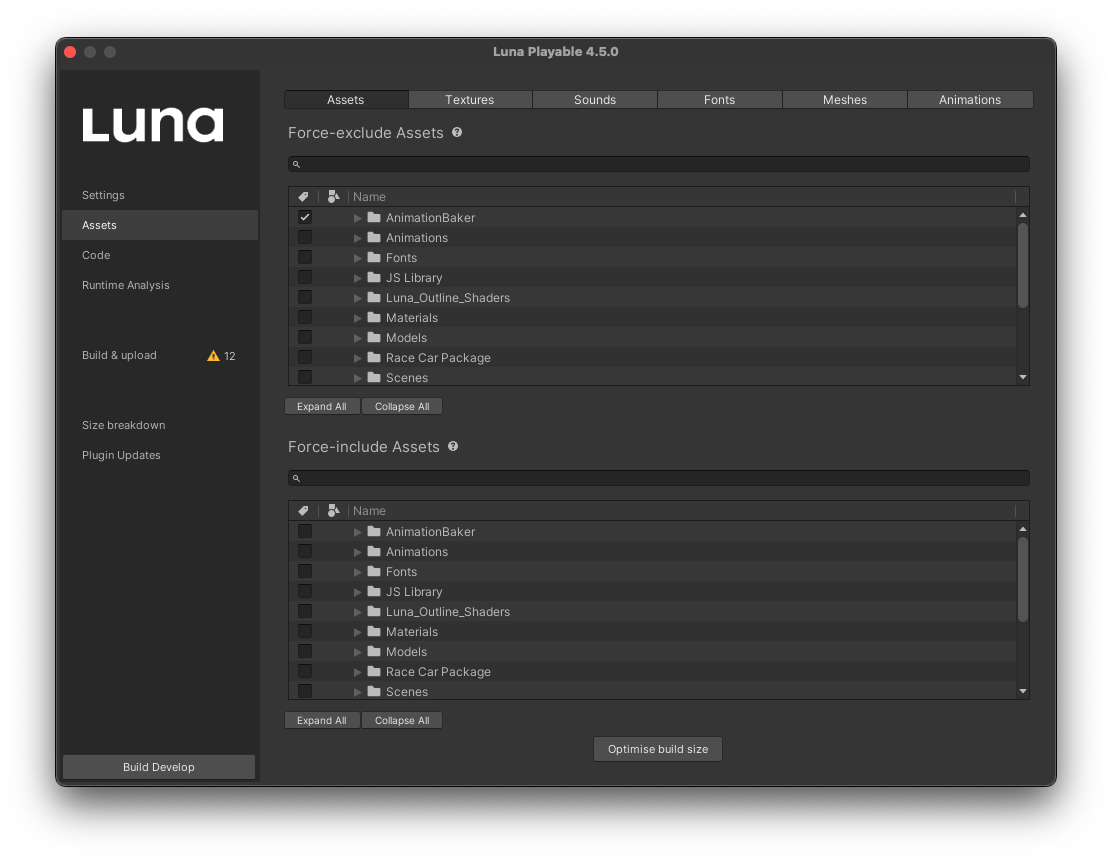 Luna Playable 4.5.0
Luna
Settings
Assets
Code
Runtime Analysis
Build & upload 12
Size breakdown
Plugin Updates
Build Develop
Assets Textures Sounds Fonts Meshes Animations
Force-exclude Assets
Name
AnimationBaker
Animations
Fonts
JS Library
Luna_Outline_Shaders
Materials
Models
Race Car Package
Scenes
Expand All Collapse All
Force-include Assets
Name
AnimationBaker
Animations
Fonts
JS Library
Luna_Outline_Shaders
Materials
Models
Race Car Package
Scenes
Expand All Collapse All
Optimise build size